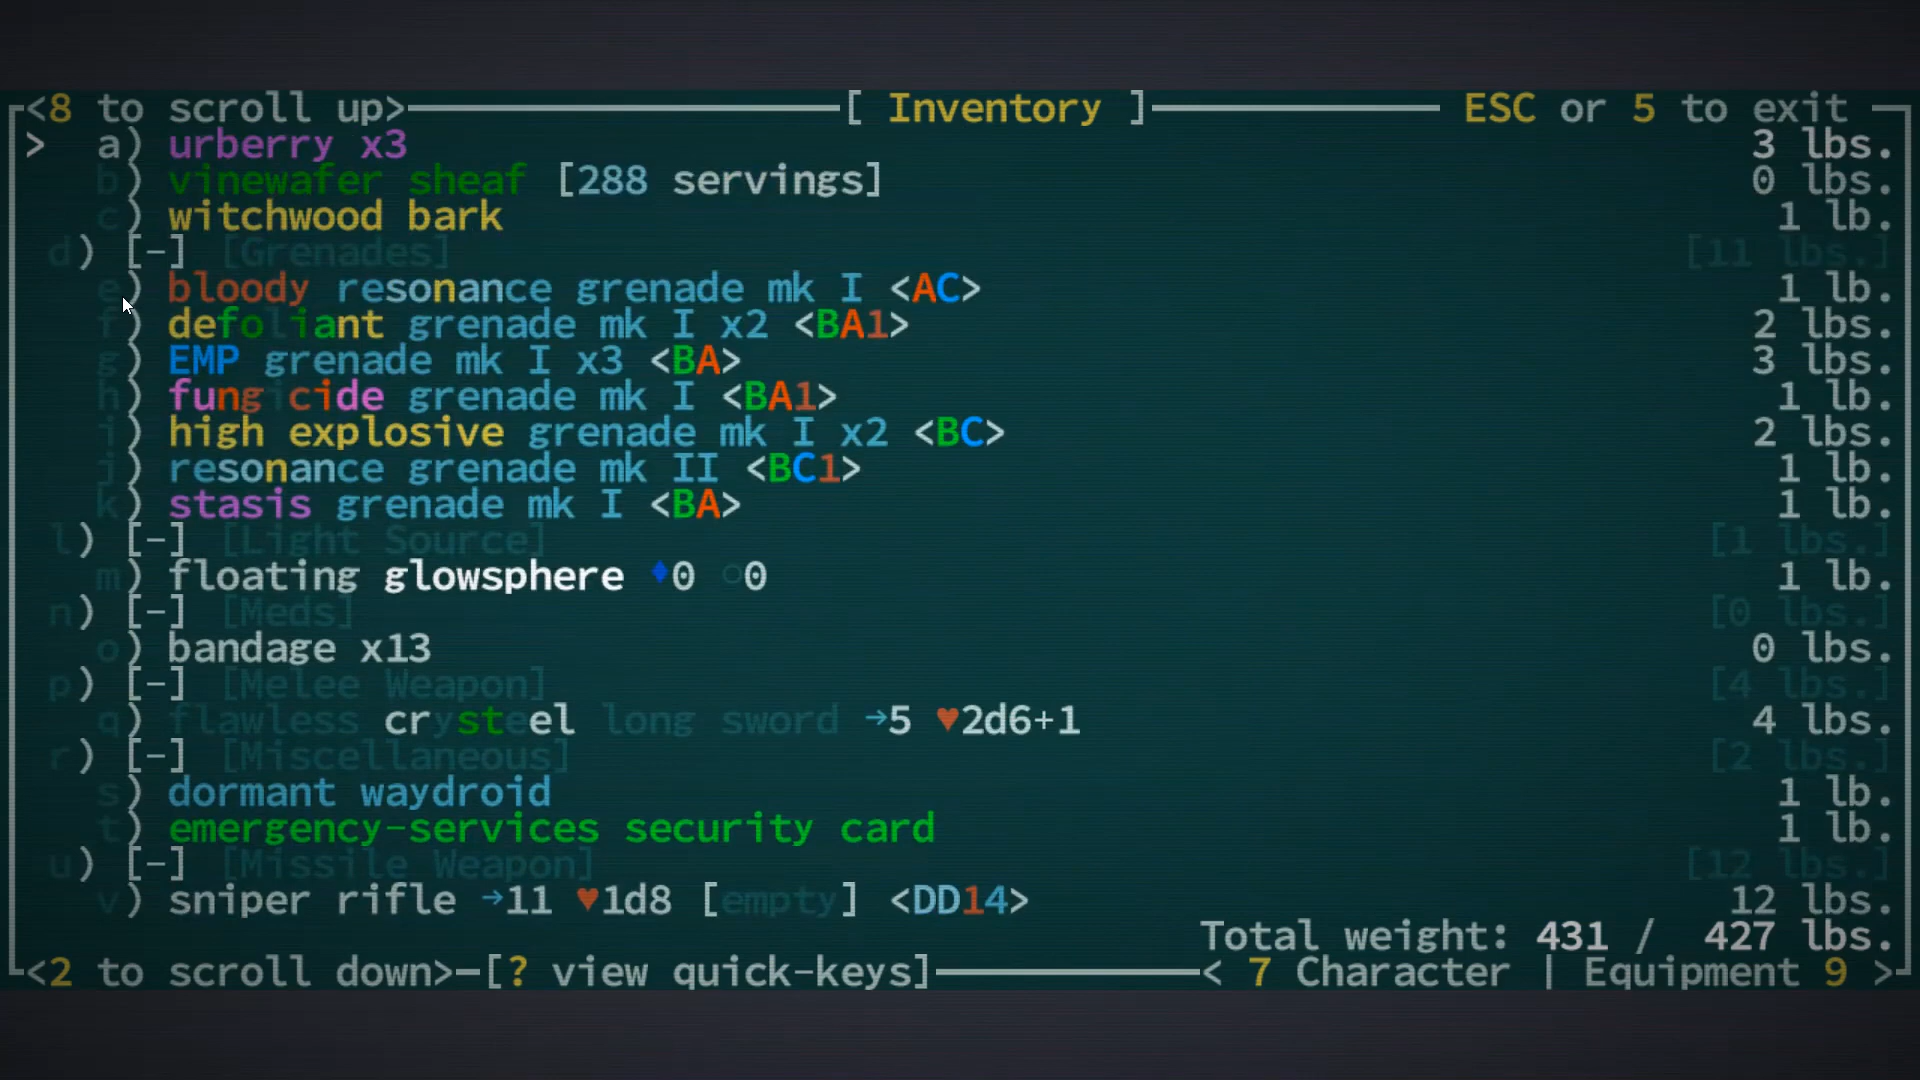 <8 to scroll up> [ Inventory ] ESC or 5 to exit
> a) urberry x3 3 lbs.
b) vinewafer sheaf [288 servings] 0 lbs.
c) witchwood bark 1 lb.
d) [-] [Grenades] [11 lbs.]
e) bloody resonance grenade mk I <AC> 1 lb.
f) defoliant grenade mk I x2 <BA1> 2 lbs.
g) EMP grenade mk I x3 <BA> 3 lbs.
h) fungicide grenade mk I <BA1> 1 lb.
i) high explosive grenade mk I x2 <BC> 2 lbs.
j) resonance grenade mk II <BC1> 1 lb.
k) stasis grenade mk I <BA> 1 lb.
l) [-] [Light Source] [1 lbs.]
m) floating glowsphere ♦0 ○0 1 lb.
n) [-] [Meds] [0 lbs.]
o) bandage x13 0 lbs.
p) [-] [Melee Weapon] [4 lbs.]
q) flawless crysteel long sword →5 ♥2d6+1 4 lbs.
r) [-] [Miscellaneous] [2 lbs.]
s) dormant waydroid 1 lb.
t) emergency-services security card 1 lb.
u) [-] [Missile Weapon] [12 lbs.]
v) sniper rifle →11 ♥1d8 [empty] <DD14> 12 lbs.
Total weight: 431 / 427 lbs.
<2 to scroll down> [? view quick-keys] < 7 Character | Equipment 9 >